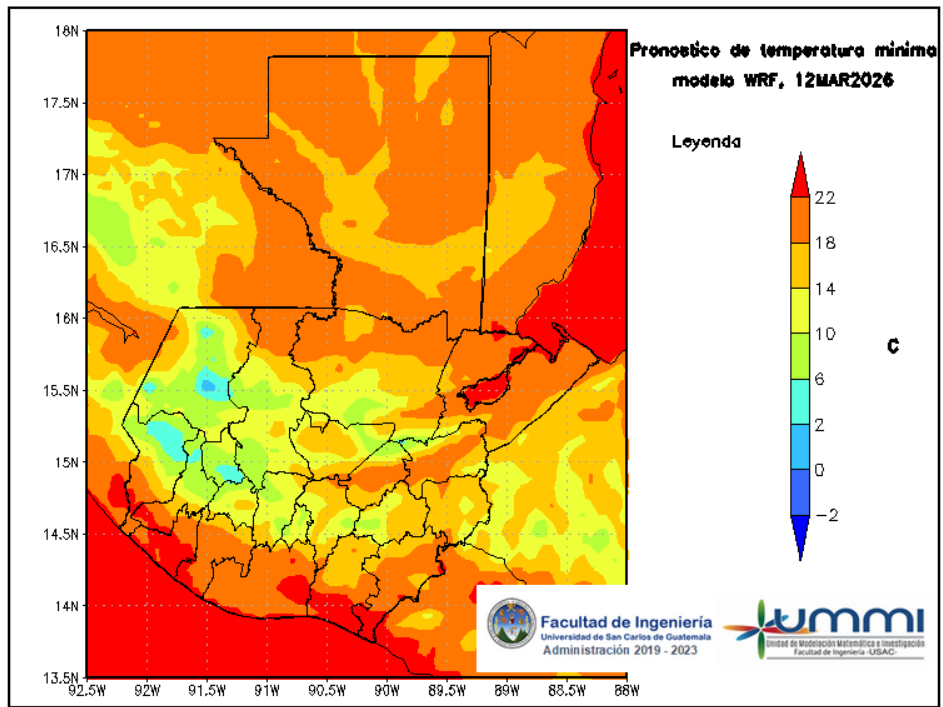 Pronostico de temperatura minima
modelo WRF, 12MAR2026
Leyenda
22
18
14
10
6
2
0
−2
C
18N
17.5N
17N
16.5N
16N
15.5N
15N
14.5N
14N
13.5N
92.5W
92W
91.5W
91W
90.5W
90W
89.5W
89W
88.5W
88W
Facultad de Ingeniería
Universidad de San Carlos de Guatemala
Administración 2019 - 2023
UMMI
Unidad de Modelación Matemática e Investigación
Facultad de Ingeniería -USAC-